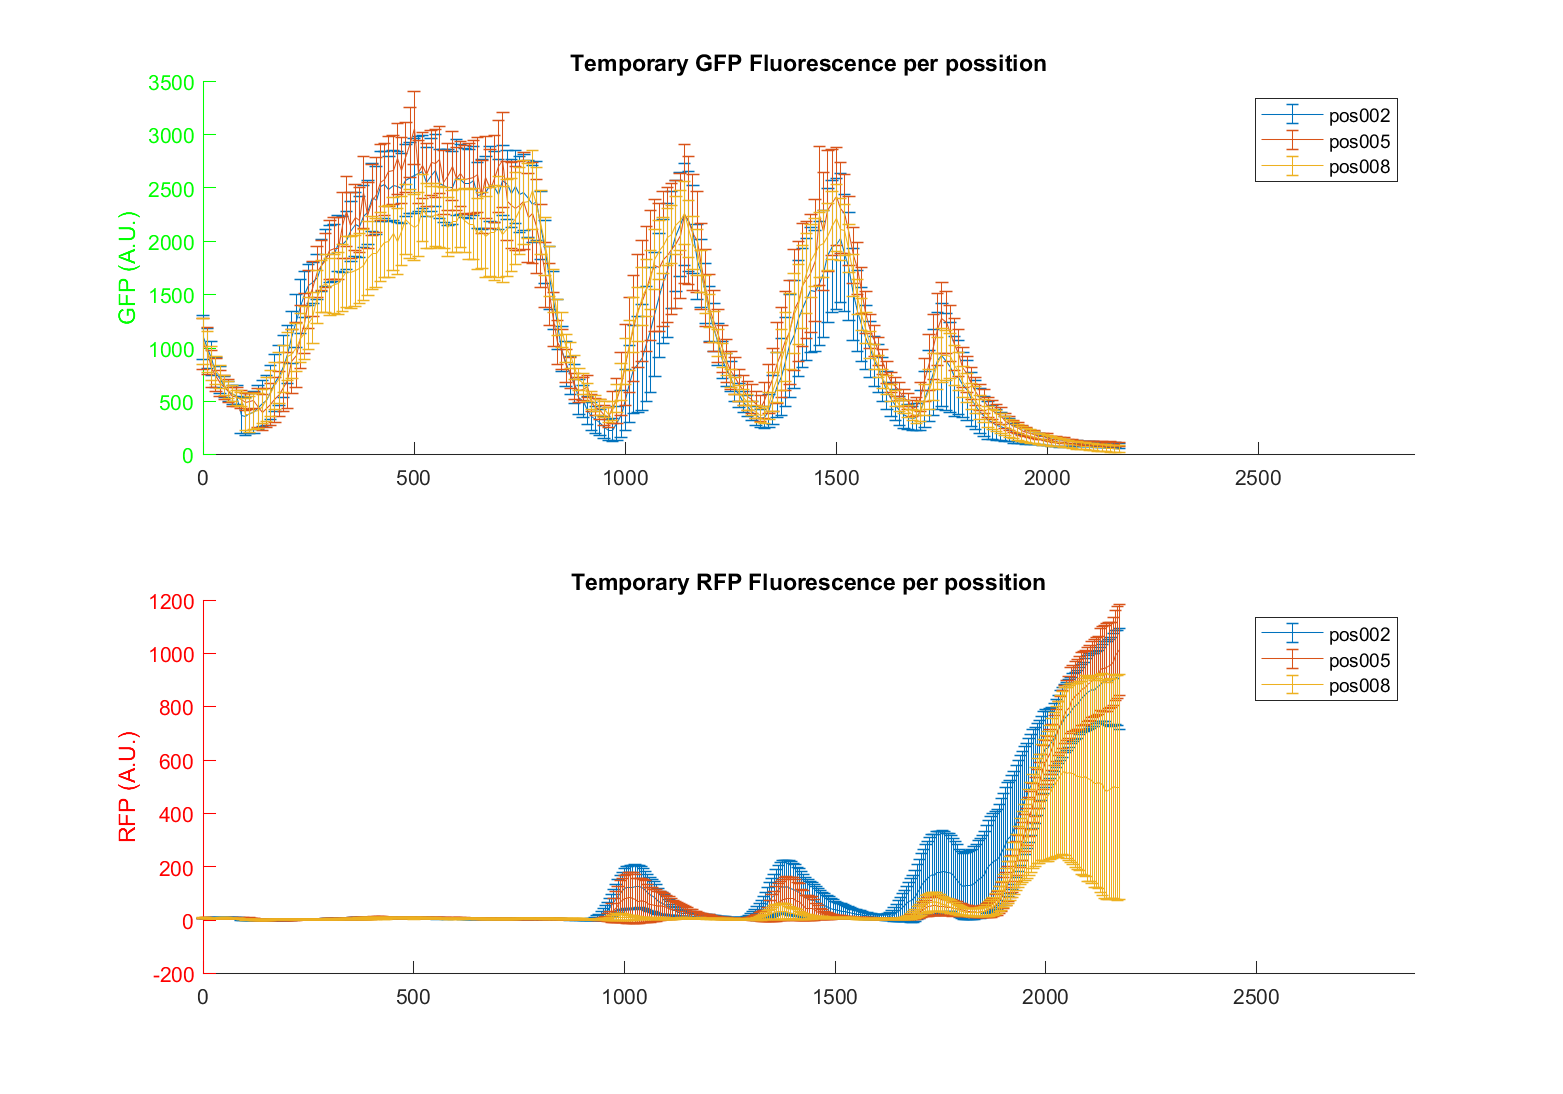 Temporary GFP Fluorescence per possition
3500
3000
2500
2000
1500
1000
500
0
GFP (A.U.)
pos002
pos005
pos008
0 500 1000 1500 2000 2500
Temporary RFP Fluorescence per possition
1200
1000
800
600
400
200
0
-200
RFP (A.U.)
pos002
pos005
pos008
0 500 1000 1500 2000 2500